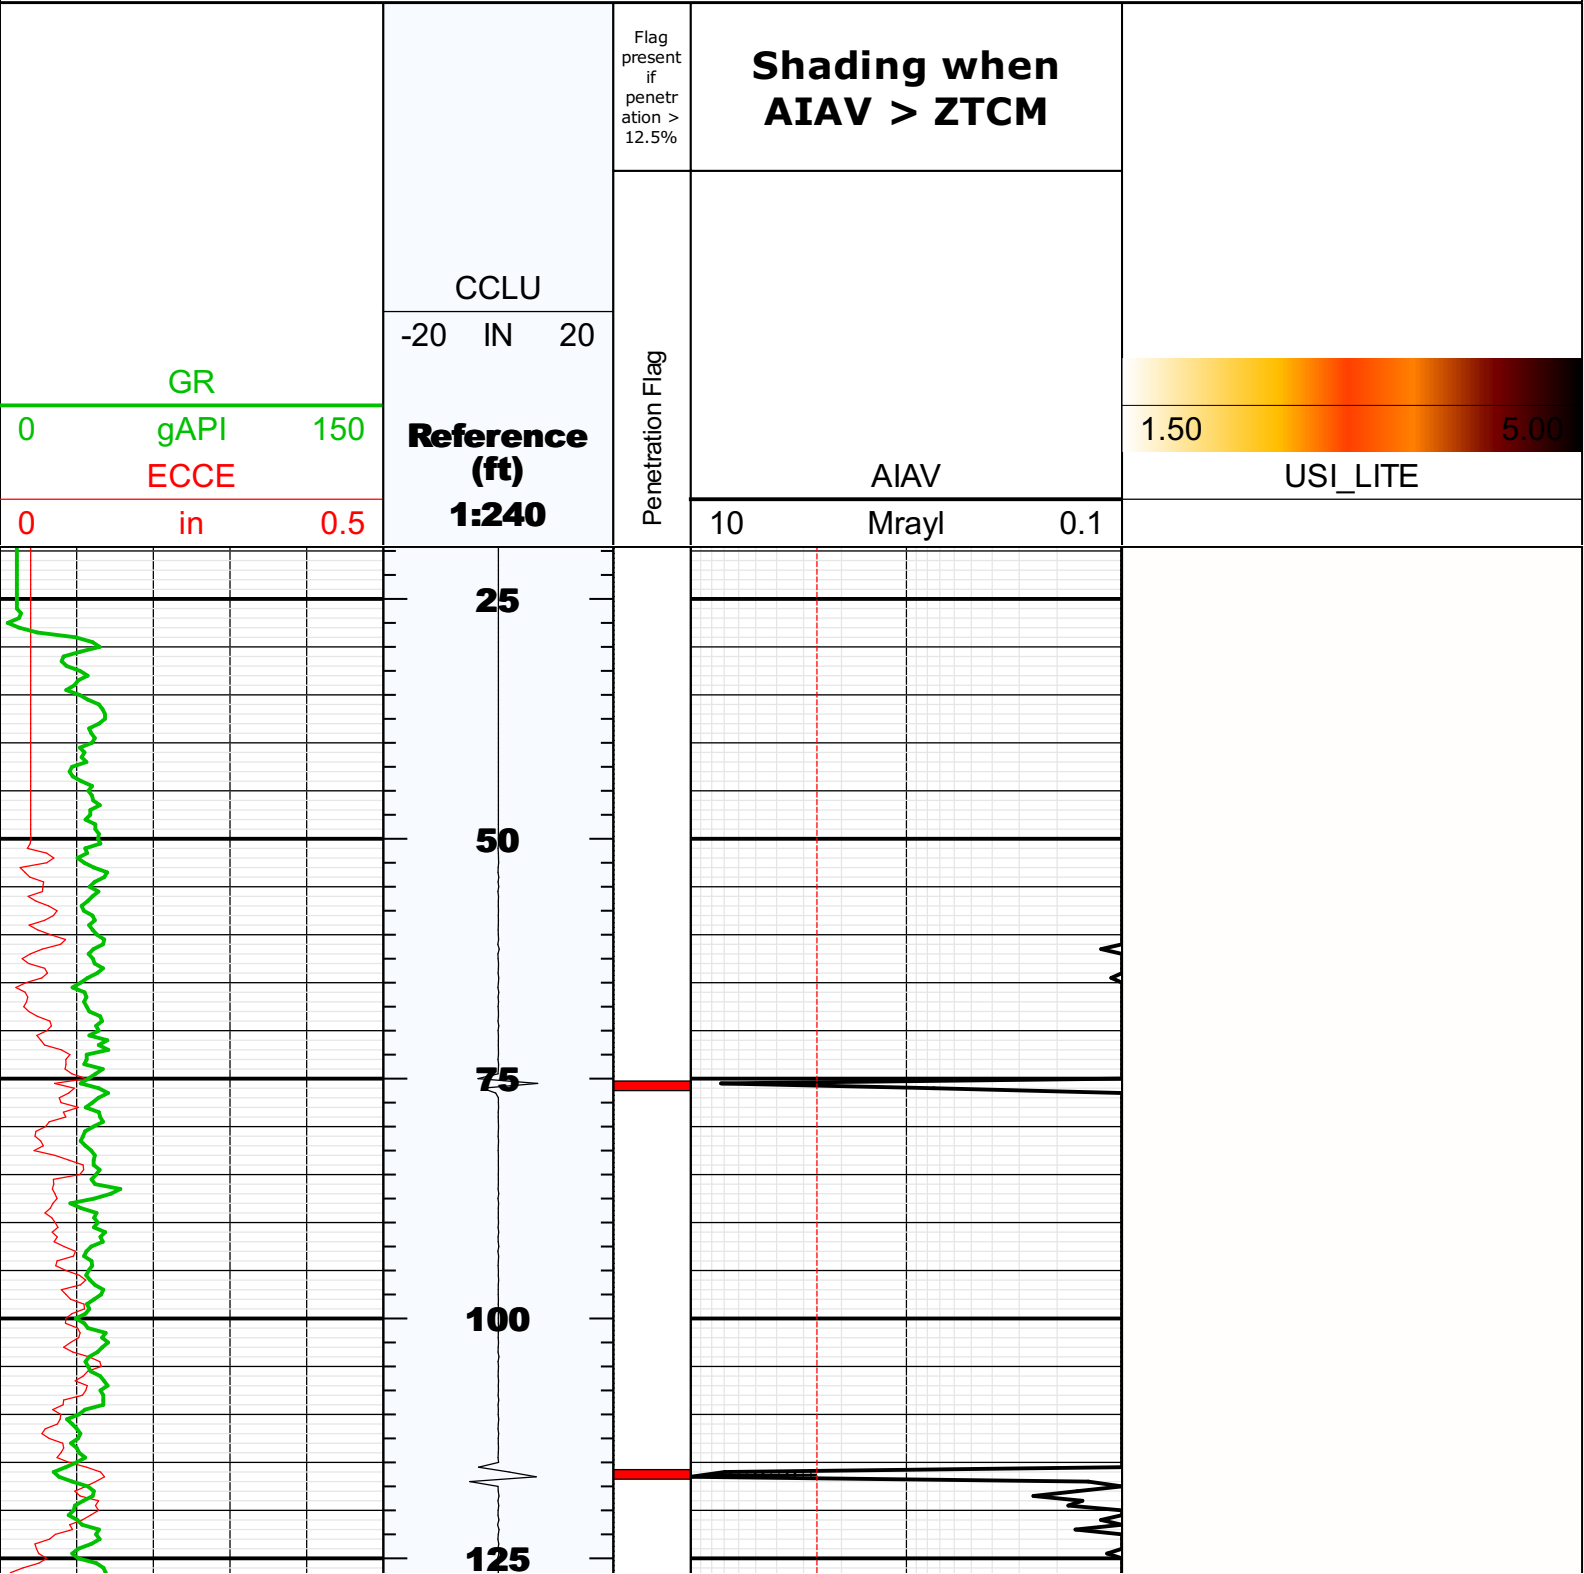 Flag
present
if
penetr
ation >
12.5%
Shading when
AIAV > ZTCM
CCLU
-20 IN 20
GR
0 gAPI 150
ECCE
0 in 0.5
Reference
(ft)
1:240
Penetration Flag
AIAV
10 Mrayl 0.1
1.50 5.00
USI_LITE
25
50
75
100
125